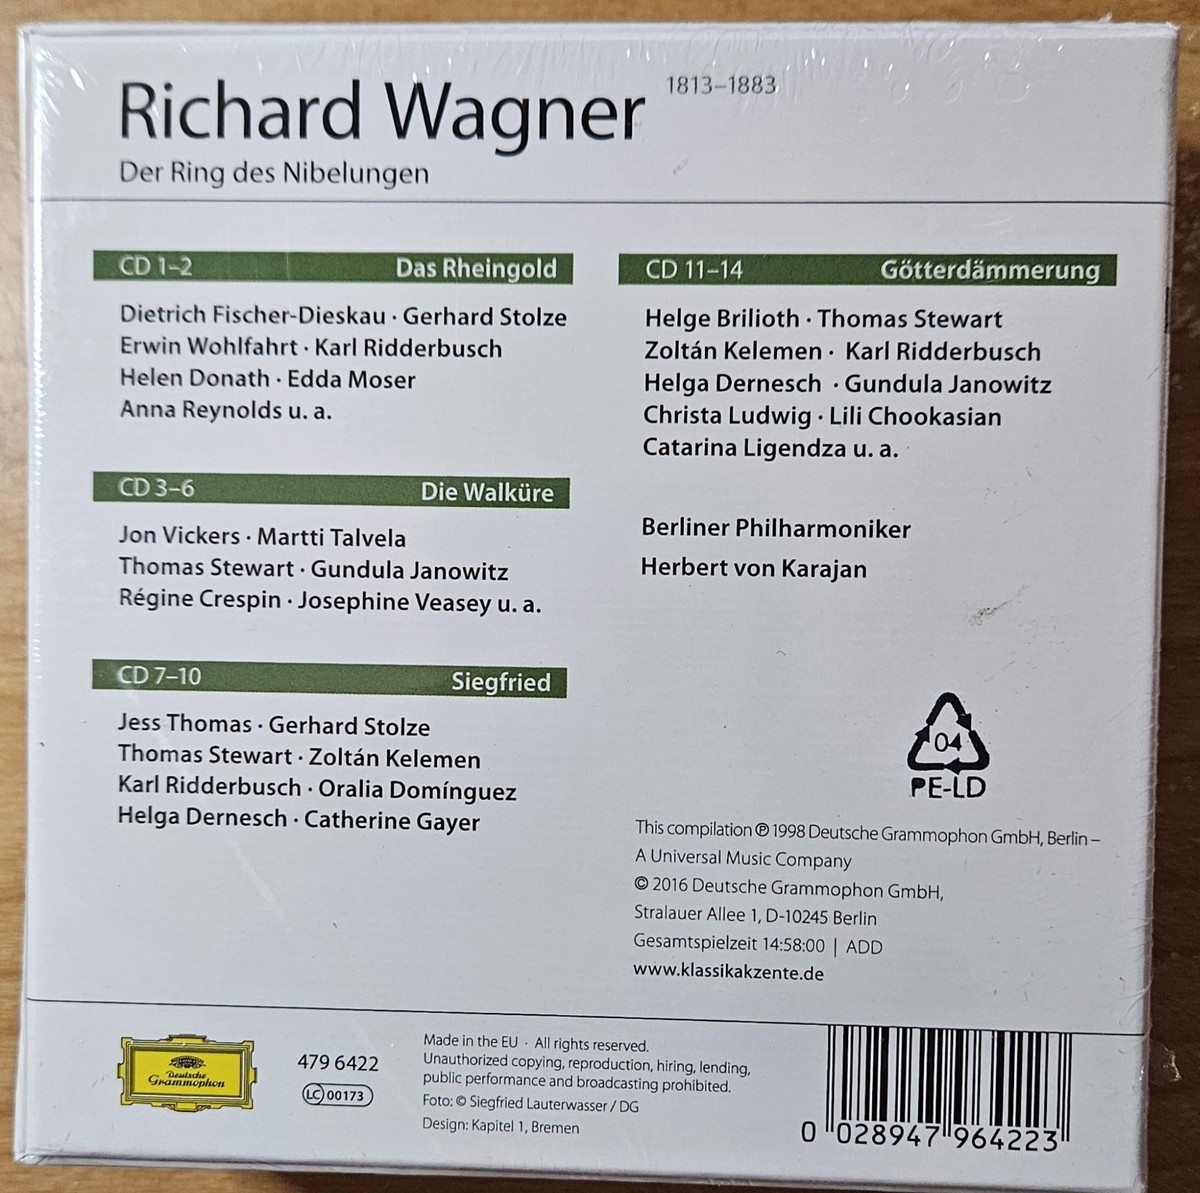 Richard Wagner 1813–1883
Der Ring des Nibelungen
CD 1–2 Das Rheingold
Dietrich Fischer-Dieskau · Gerhard Stolze
Erwin Wohlfahrt · Karl Ridderbusch
Helen Donath · Edda Moser
Anna Reynolds u. a.
CD 3–6 Die Walküre
Jon Vickers · Martti Talvela
Thomas Stewart · Gundula Janowitz
Régine Crespin · Josephine Veasey u. a.
CD 7–10 Siegfried
Jess Thomas · Gerhard Stolze
Thomas Stewart · Zoltán Kelemen
Karl Ridderbusch · Oralia Domínguez
Helga Dernesch · Catherine Gayer
CD 11–14 Götterdämmerung
Helge Brilioth · Thomas Stewart
Zoltán Kelemen · Karl Ridderbusch
Helga Dernesch · Gundula Janowitz
Christa Ludwig · Lili Chookasian
Catarina Ligendza u. a.
Berliner Philharmoniker
Herbert von Karajan
04
PE-LD
This compilation ℗ 1998 Deutsche Grammophon GmbH, Berlin –
A Universal Music Company
© 2016 Deutsche Grammophon GmbH,
Stralauer Allee 1, D-10245 Berlin
Gesamtspielzeit 14:58:00 | ADD
www.klassikakzente.de
Deutsche
Grammophon
479 6422
LC 00173
Made in the EU · All rights reserved.
Unauthorized copying, reproduction, hiring, lending,
public performance and broadcasting prohibited.
Foto: © Siegfried Lauterwasser / DG
Design: Kapitel 1, Bremen
0 028947 964223